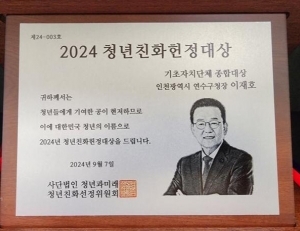 제24-003호
2024 청년친화헌정대상
기초자치단체 종합대상
인천광역시 연수구청장 이재호
귀하께서는
청년들에게 기여한 공이 현저하므로
이에 대한민국 청년의 이름으로
2024년 청년친화헌정대상을 드립니다.
2024년 9월 7일
사단법인 청년과미래
청년친화선정위원회